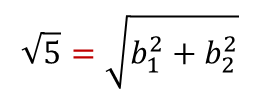 √5 = √(b₁² + b₂²)